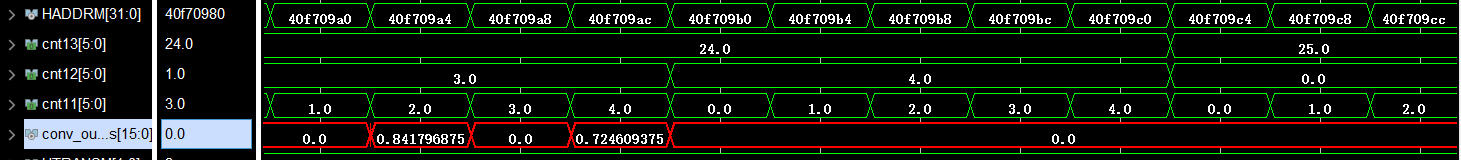 HADDRM[31:0] 40f70980 40f709a0 40f709a4 40f709a8 40f709ac 40f709b0 40f709b4 40f709b8 40f709bc 40f709c0 40f709c4 40f709c8 40f709cc
cnt13[5:0] 24.0 24.0 25.0
cnt12[5:0] 1.0 3.0 4.0 0.0
cnt11[5:0] 3.0 1.0 2.0 3.0 4.0 0.0 1.0 2.0 3.0 4.0 0.0 1.0 2.0
conv_ou...s[15:0] 0.0 0.0 0.841796875 0.0 0.724609375 0.0